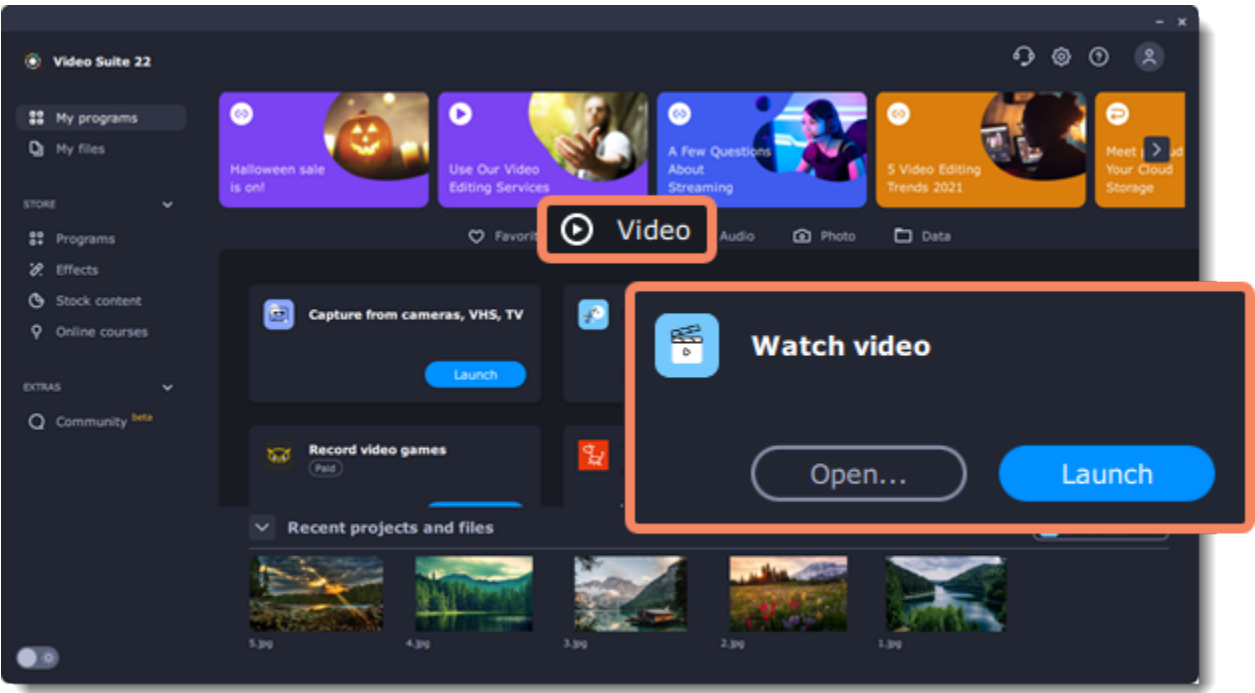 Video Suite 22
My programs
My files
STORE
Programs
Effects
Stock content
Online courses
EXTRAS
Community beta
Halloween sale
is on!
Use Our Video
Editing Services
A Few Questions
About
Streaming
5 Video Editing
Trends 2021
Meet
Your Cloud
Storage
Video
Audio
Photo
Data
Capture from cameras, VHS, TV
Launch
Record video games
Paid
Watch video
Open...
Launch
Recent projects and files
5.jpg
4.jpg
3.jpg
2.jpg
1.jpg